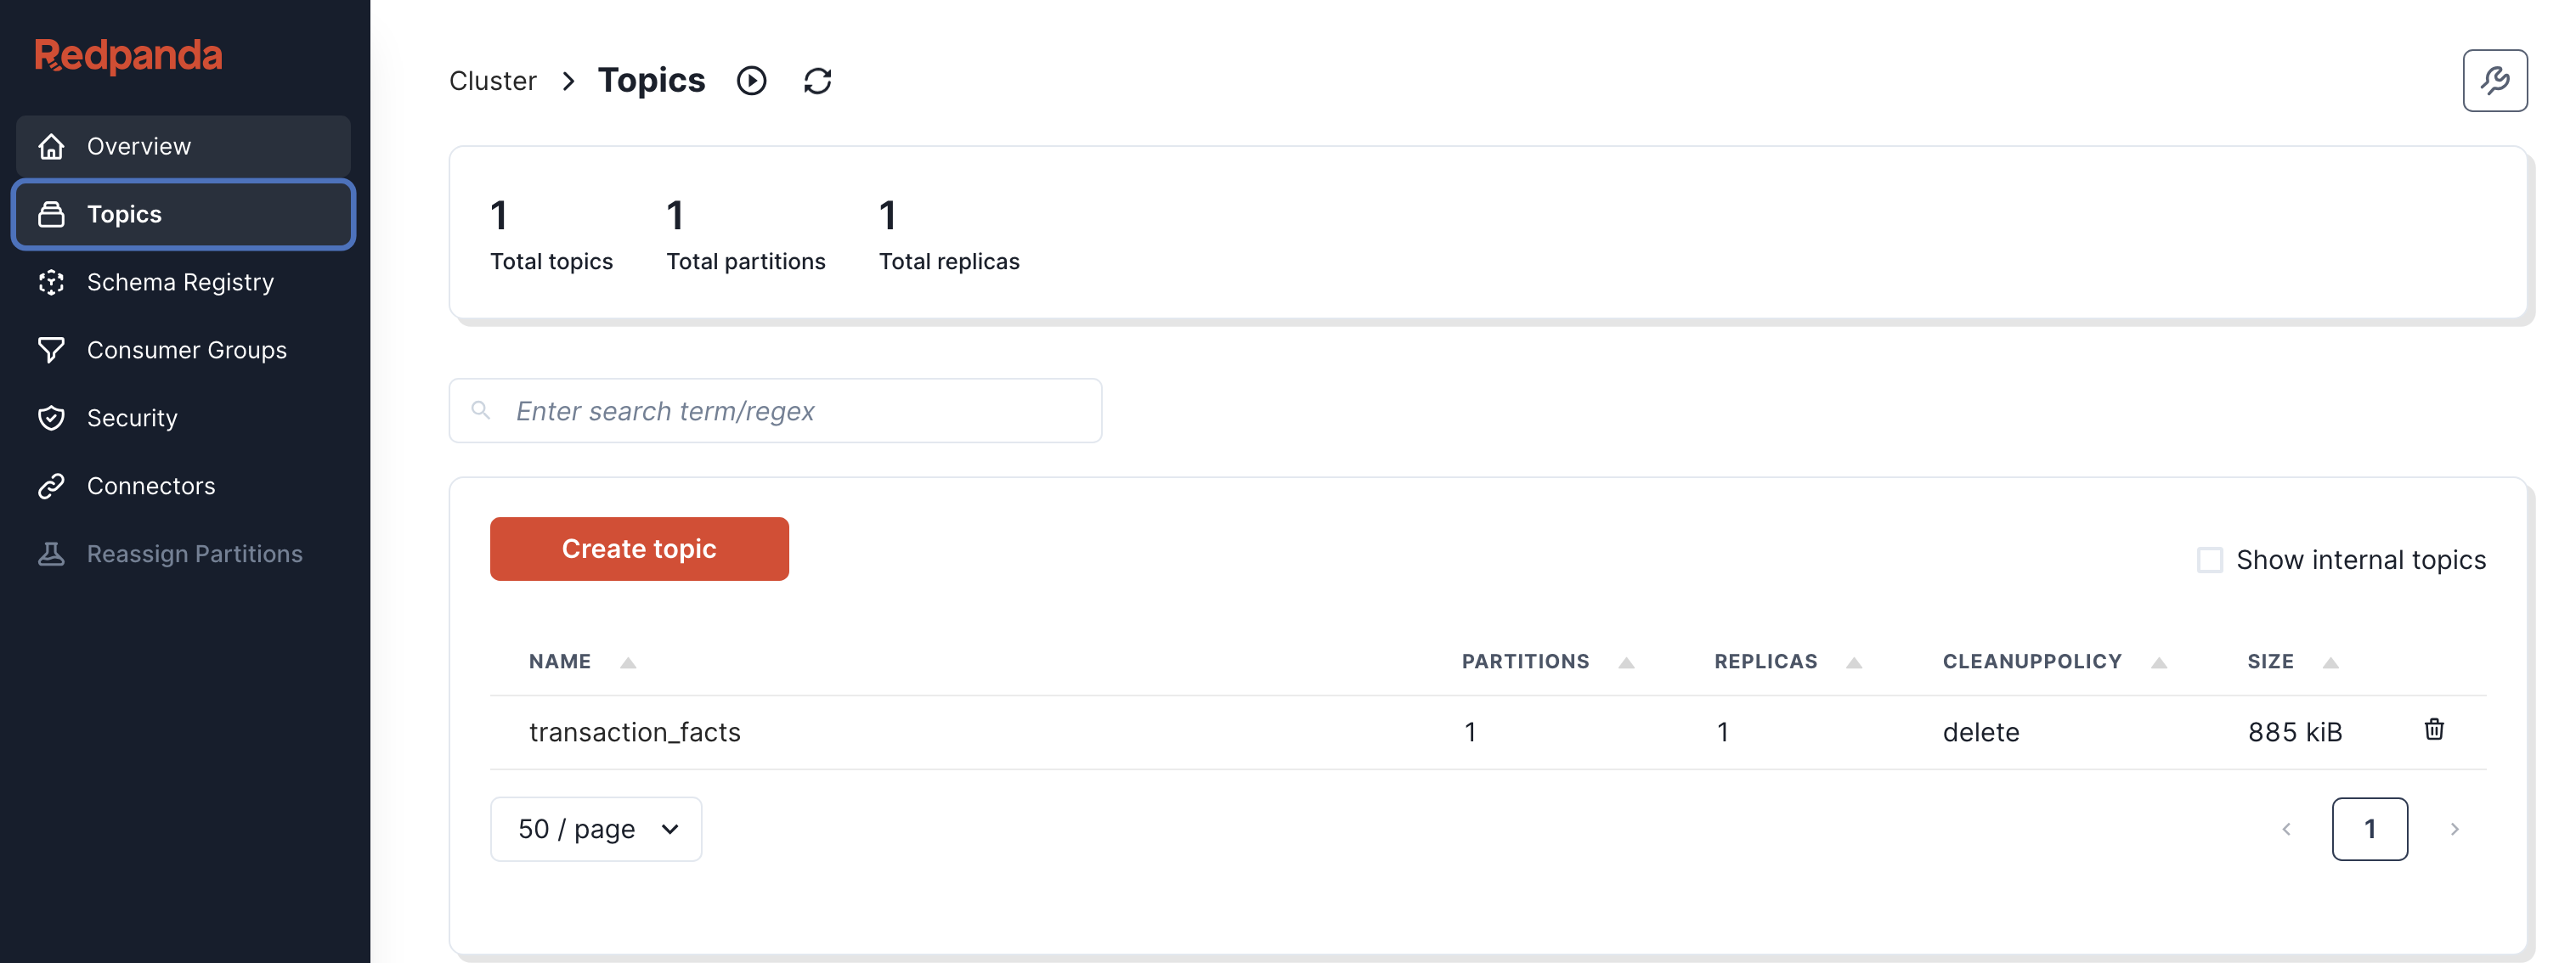 Redpanda
Overview
Topics
Schema Registry
Consumer Groups
Security
Connectors
Reassign Partitions
Cluster > Topics
1 1 1
Total topics Total partitions Total replicas
Enter search term/regex
Create topic
Show internal topics
NAME PARTITIONS REPLICAS CLEANUPPOLICY SIZE
transaction_facts 1 1 delete 885 kiB
50 / page
< 1 >